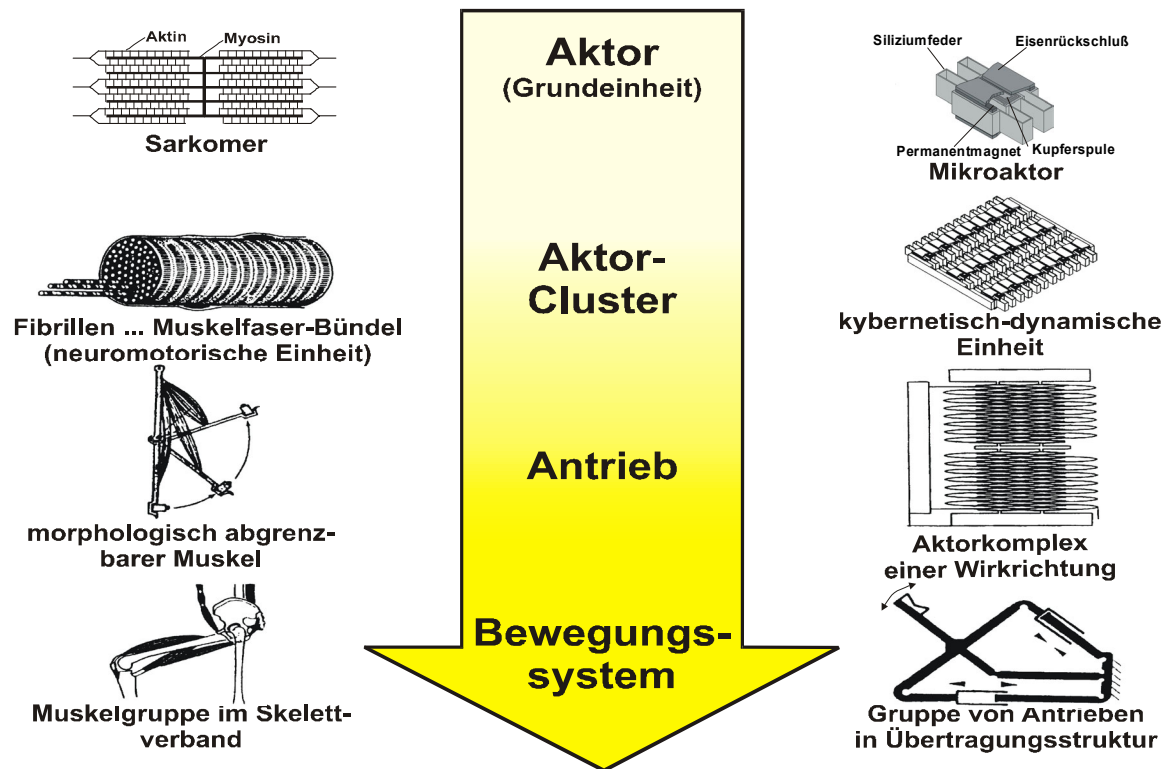 Aktin
Myosin
Sarkomer
Aktor
(Grundeinheit)
Siliziumfeder
Eisenrückschluß
Permanentmagnet
Kupferspule
Mikroaktor
Fibrillen ... Muskelfaser-Bündel
(neuromotorische Einheit)
Aktor-
Cluster
kybernetisch-dynamische
Einheit
morphologisch abgrenz-
barer Muskel
Antrieb
Aktorkomplex
einer Wirkrichtung
Muskelgruppe im Skelett-
verband
Bewegungs-
system
Gruppe von Antrieben
in Übertragungsstruktur